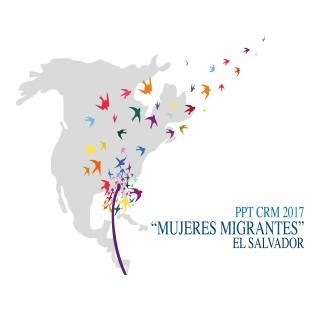 PPT CRM 2017
“MUJERES MIGRANTES”
EL SALVADOR